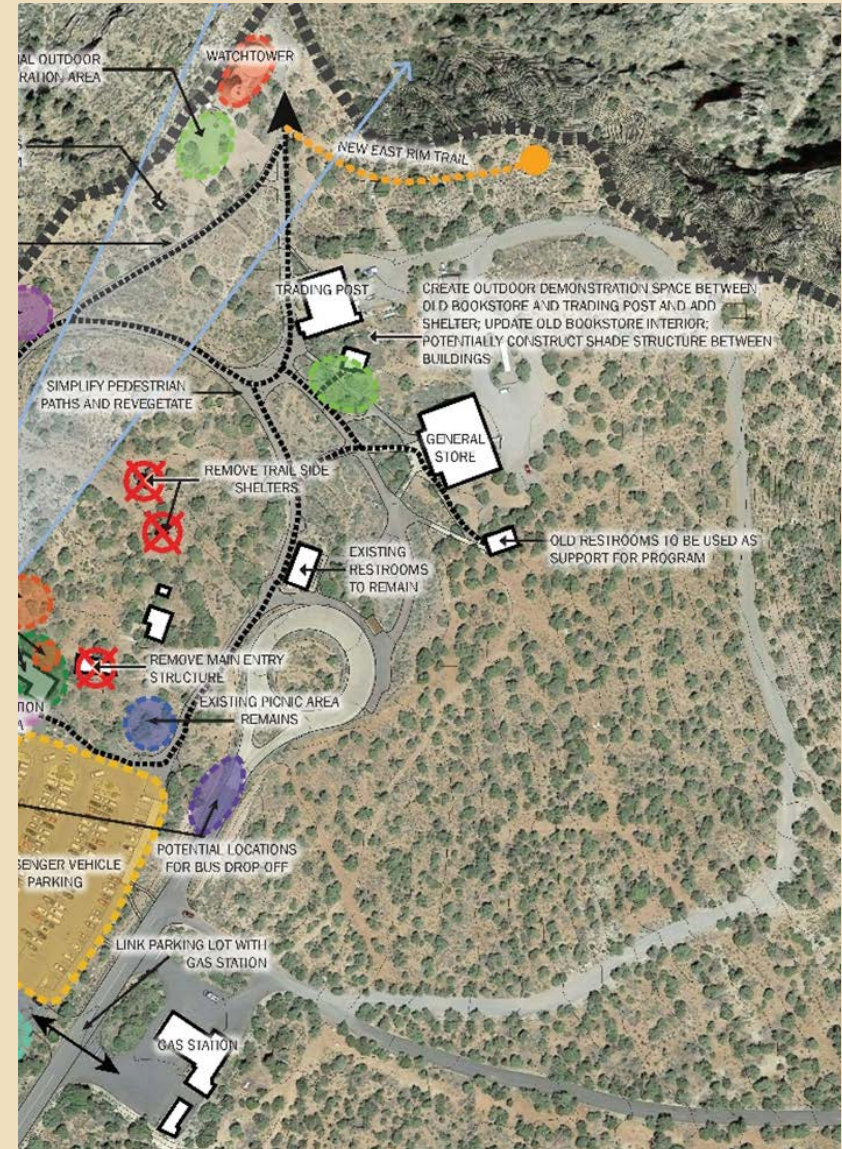 WATCHTOWER
OUTDOOR
AREA
NEW EAST RIM TRAIL
TRADING POST
CREATE OUTDOOR DEMONSTRATION SPACE BETWEEN
OLD BOOKSTORE AND TRADING POST AND ADD
SHELTER; UPDATE OLD BOOKSTORE INTERIOR;
POTENTIALLY CONSTRUCT SHADE STRUCTURE BETWEEN
BUILDINGS
SIMPLIFY PEDESTRIAN
PATHS AND REVEGETATE
GENERAL
STORE
REMOVE TRAIL SIDE
SHELTERS
OLD RESTROOMS TO BE USED AS
SUPPORT FOR PROGRAM
EXISTING
RESTROOMS
TO REMAIN
REMOVE MAIN ENTRY
STRUCTURE
EXISTING PICNIC AREA
REMAINS
POTENTIAL LOCATIONS
FOR BUS DROP-OFF
VEHICLE
PARKING
LINK PARKING LOT WITH
GAS STATION
GAS STATION